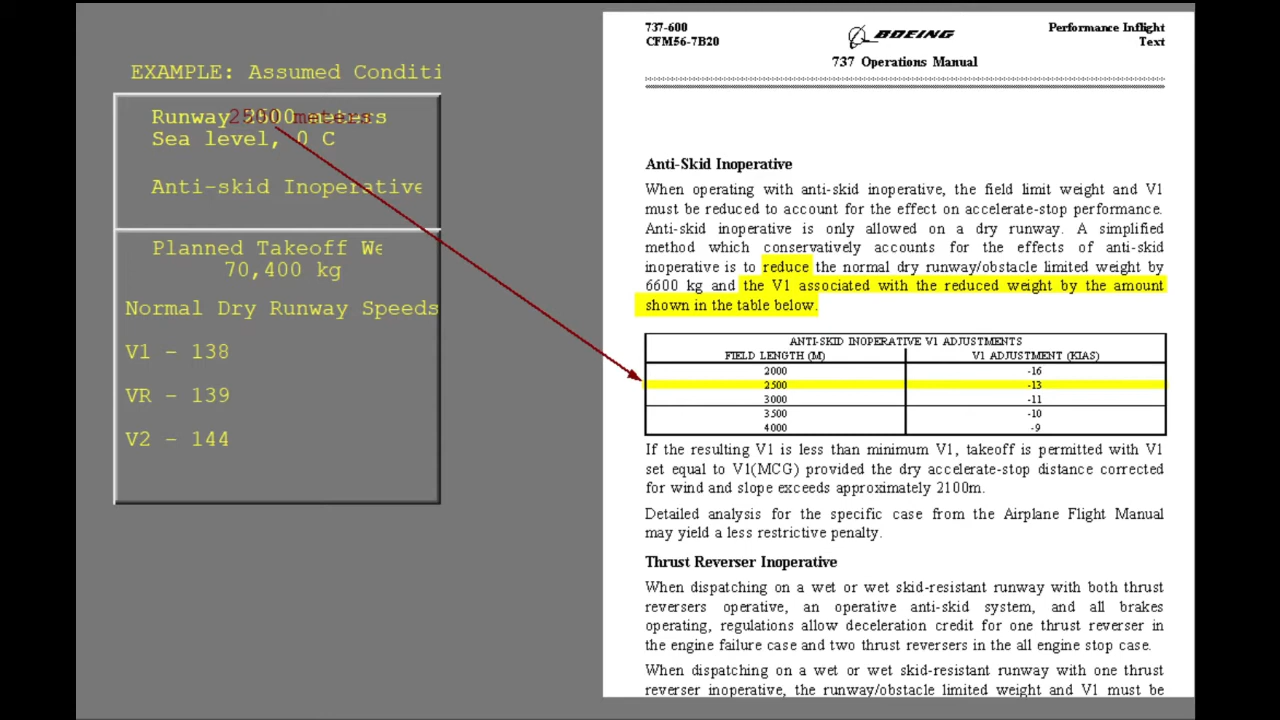 EXAMPLE: Assumed Conditi
Runway 2500 meters
2500 meters
Sea level, 0 C
Anti-skid Inoperative
Planned Takeoff We
70,400 kg
Normal Dry Runway Speeds
V1 - 138
VR - 139
V2 - 144
737-600
CFM56-7B20
BOEING
737 Operations Manual
Performance Inflight
Text
Anti-Skid Inoperative
When operating with anti-skid inoperative, the field limit weight and V1
must be reduced to account for the effect on accelerate-stop performance.
Anti-skid inoperative is only allowed on a dry runway. A simplified
method which conservatively accounts for the effects of anti-skid
inoperative is to reduce the normal dry runway/obstacle limited weight by
6600 kg and the V1 associated with the reduced weight by the amount
shown in the table below.
ANTI-SKID INOPERATIVE V1 ADJUSTMENTS
FIELD LENGTH (M) V1 ADJUSTMENT (KIAS)
2000 -16
2500 -13
3000 -11
3500 -10
4000 -9
If the resulting V1 is less than minimum V1, takeoff is permitted with V1
set equal to V1(MCG) provided the dry accelerate-stop distance corrected
for wind and slope exceeds approximately 2100m.
Detailed analysis for the specific case from the Airplane Flight Manual
may yield a less restrictive penalty.
Thrust Reverser Inoperative
When dispatching on a wet or wet skid-resistant runway with both thrust
reversers operative, an operative anti-skid system, and all brakes
operating, regulations allow deceleration credit for one thrust reverser in
the engine failure case and two thrust reversers in the all engine stop case.
When dispatching on a wet or wet skid-resistant runway with one thrust
reverser inoperative, the runway/obstacle limited weight and V1 must be